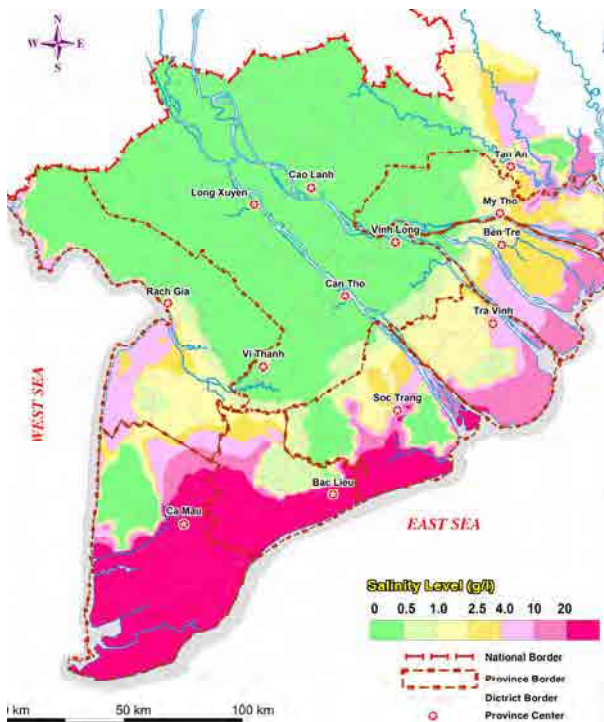 N
W E
S
Tan An
Cao Lanh
Long Xuyen
My Tho
Ben Tre
Vinh Long
Can Tho
Rach Gia
Tra Vinh
Vi Thanh
Soc Trang
WEST SEA
Bac Lieu
Ca Mau
EAST SEA
Salinity Level (g/l)
0 0.5 1.0 2.5 4.0 10 20
National Border
Province Border
District Border
Province Center
km 50 km 100 km